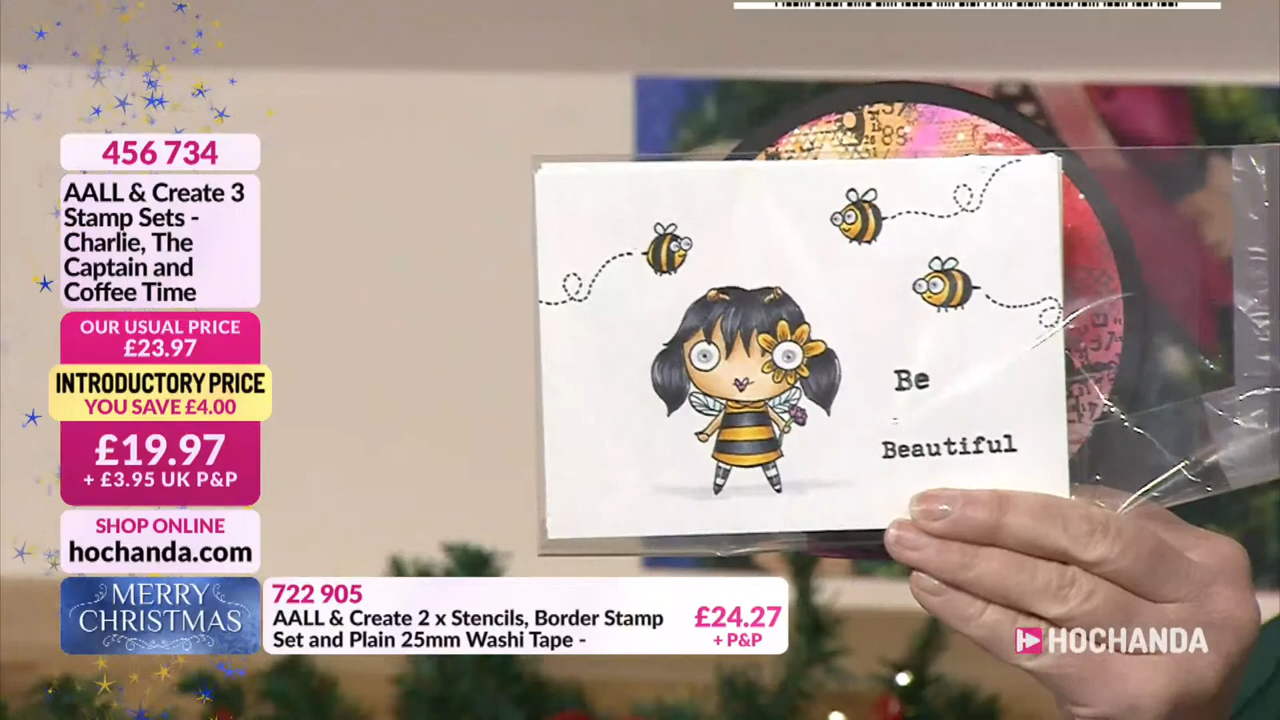 456 734
AALL & Create 3
Stamp Sets -
Charlie, The
Captain and
Coffee Time
OUR USUAL PRICE
£23.97
INTRODUCTORY PRICE
YOU SAVE £4.00
£19.97
+ £3.95 UK P&P
SHOP ONLINE
hochanda.com
MERRY
CHRISTMAS
722 905
AALL & Create 2 x Stencils, Border Stamp
Set and Plain 25mm Washi Tape -
£24.27
+ P&P
Be
Beautiful
HOCHANDA